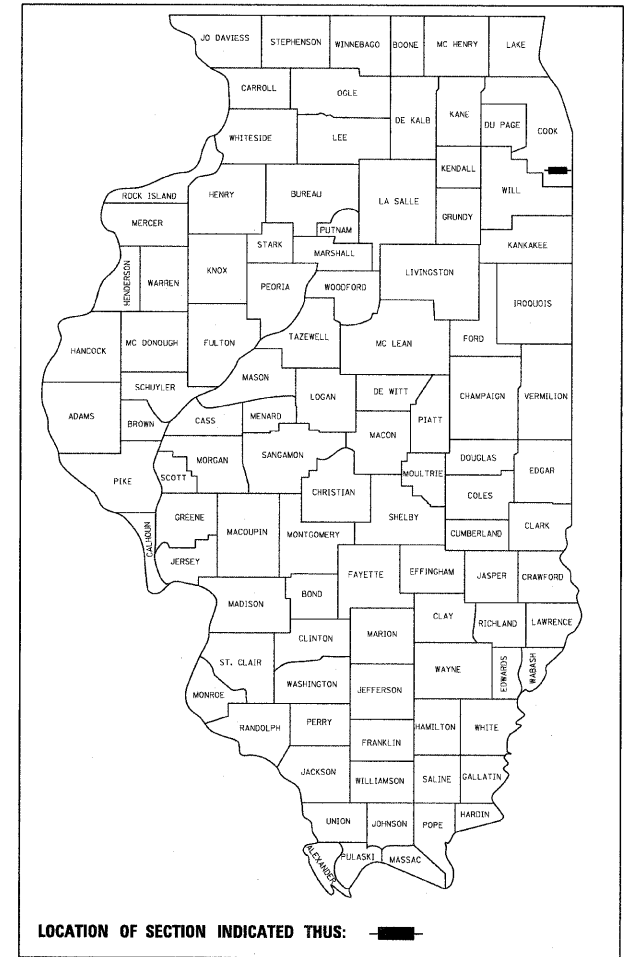 JO DAVIESS STEPHENSON WINNEBAGO BOONE MC HENRY LAKE
CARROLL OGLE DE KALB KANE DU PAGE COOK
WHITESIDE LEE KENDALL WILL
ROCK ISLAND HENRY BUREAU LA SALLE GRUNDY
MERCER STARK PUTNAM MARSHALL KANKAKEE
HENDERSON WARREN KNOX PEORIA WOODFORD LIVINGSTON IROQUOIS
HANCOCK MC DONOUGH FULTON TAZEWELL MC LEAN FORD
SCHUYLER MASON LOGAN DE WITT CHAMPAIGN VERMILION
ADAMS BROWN CASS MENARD MACON PIATT
PIKE SCOTT MORGAN SANGAMON MOULTRIE DOUGLAS EDGAR
CHRISTIAN COLES
CALHOUN GREENE MACOUPIN MONTGOMERY SHELBY CUMBERLAND CLARK
JERSEY FAYETTE EFFINGHAM JASPER CRAWFORD
MADISON BOND CLAY RICHLAND LAWRENCE
CLINTON MARION
ST. CLAIR WAYNE EDWARDS WABASH
MONROE WASHINGTON JEFFERSON
RANDOLPH PERRY HAMILTON WHITE
FRANKLIN
JACKSON WILLIAMSON SALINE GALLATIN
UNION JOHNSON POPE HARDIN
ALEXANDER PULASKI MASSAC
LOCATION OF SECTION INDICATED THUS: